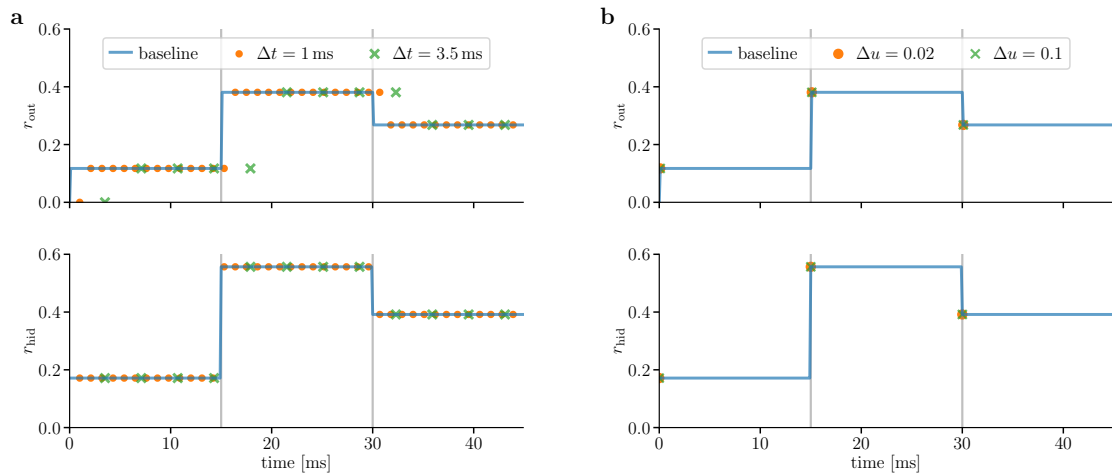 a
0.6
0.4
0.2
0.0
r_out
baseline
Δt = 1 ms
Δt = 3.5 ms
0.6
0.4
0.2
0.0
r_hid
0
10
20
30
40
time [ms]
b
0.6
0.4
0.2
0.0
r_out
baseline
Δu = 0.02
Δu = 0.1
0.6
0.4
0.2
0.0
r_hid
0
10
20
30
40
time [ms]